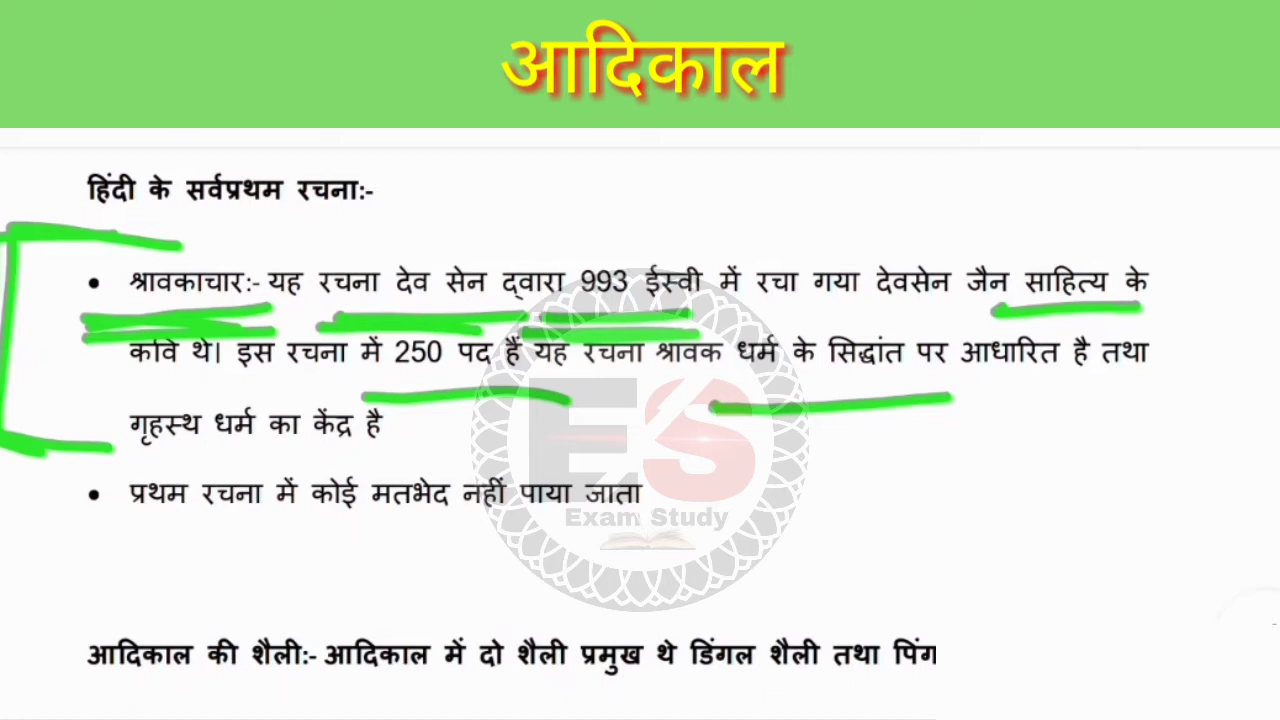 आदिकाल
हिंदी के सर्वप्रथम रचना:-
• श्रावकाचार:- यह रचना देव सेन द्वारा 993 ईस्वी में रचा गया देवसेन जैन साहित्य के
कवि थे। इस रचना में 250 पद हैं यह रचना श्रावक धर्म के सिद्धांत पर आधारित है तथा
गृहस्थ धर्म का केंद्र है
• प्रथम रचना में कोई मतभेद नहीं पाया जाता
ES
Exam Study
आदिकाल की शैली:- आदिकाल में दो शैली प्रमुख थे डिंगल शैली तथा पिंग